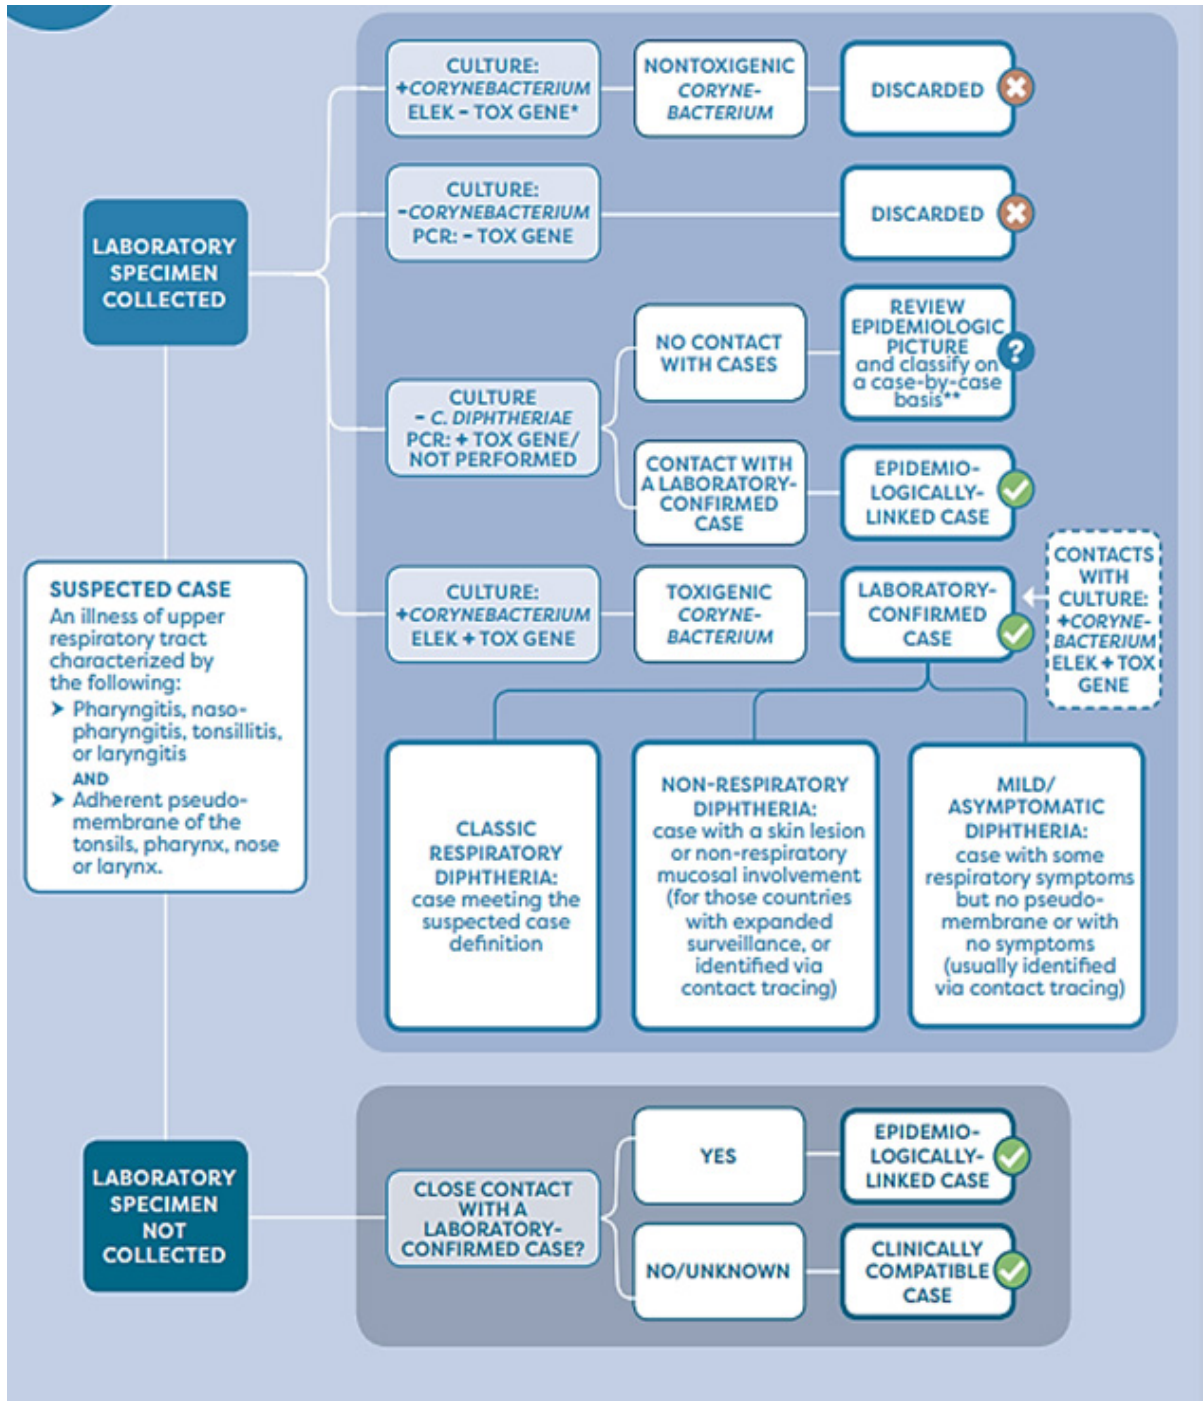 CULTURE:
+CORYNEBACTERIUM
ELEK - TOX GENE*
NONTOXIGENIC
CORYNE-
BACTERIUM
DISCARDED
CULTURE:
-CORYNEBACTERIUM
PCR: - TOX GENE
DISCARDED
LABORATORY
SPECIMEN
COLLECTED
NO CONTACT
WITH CASES
REVIEW
EPIDEMIOLOGIC
PICTURE
and classify on
a case-by-case
basis**
?
CULTURE
- C. DIPHTHERIAE
PCR: + TOX GENE/
NOT PERFORMED
CONTACT WITH
A LABORATORY-
CONFIRMED
CASE
EPIDEMIO-
LOGICALLY-
LINKED CASE
CULTURE:
+CORYNEBACTERIUM
ELEK + TOX GENE
TOXIGENIC
CORYNE-
BACTERIUM
LABORATORY-
CONFIRMED
CASE
CONTACTS
WITH
CULTURE:
+CORYNE-
BACTERIUM
ELEK + TOX
GENE
SUSPECTED CASE
An illness of upper
respiratory tract
characterized by
the following:
➤ Pharyngitis, naso-
pharyngitis, tonsillitis,
or laryngitis
AND
➤ Adherent pseudo-
membrane of the
tonsils, pharynx, nose
or larynx.
CLASSIC
RESPIRATORY
DIPHTHERIA:
case meeting the
suspected case
definition
NON-RESPIRATORY
DIPHTHERIA:
case with a skin lesion
or non-respiratory
mucosal involvement
(for those countries
with expanded
surveillance, or
identified via
contact tracing)
MILD/
ASYMPTOMATIC
DIPHTHERIA:
case with some
respiratory symptoms
but no pseudo-
membrane or with
no symptoms
(usually identified
via contact tracing)
LABORATORY
SPECIMEN
NOT
COLLECTED
CLOSE CONTACT
WITH A
LABORATORY-
CONFIRMED CASE?
YES
EPIDEMIO-
LOGICALLY-
LINKED CASE
NO/UNKNOWN
CLINICALLY
COMPATIBLE
CASE